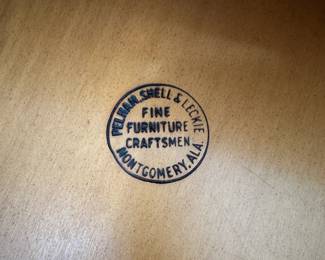 PELHAM, SHELL & LECKIE
FINE
FURNITURE
CRAFTSMEN
MONTGOMERY, ALA.